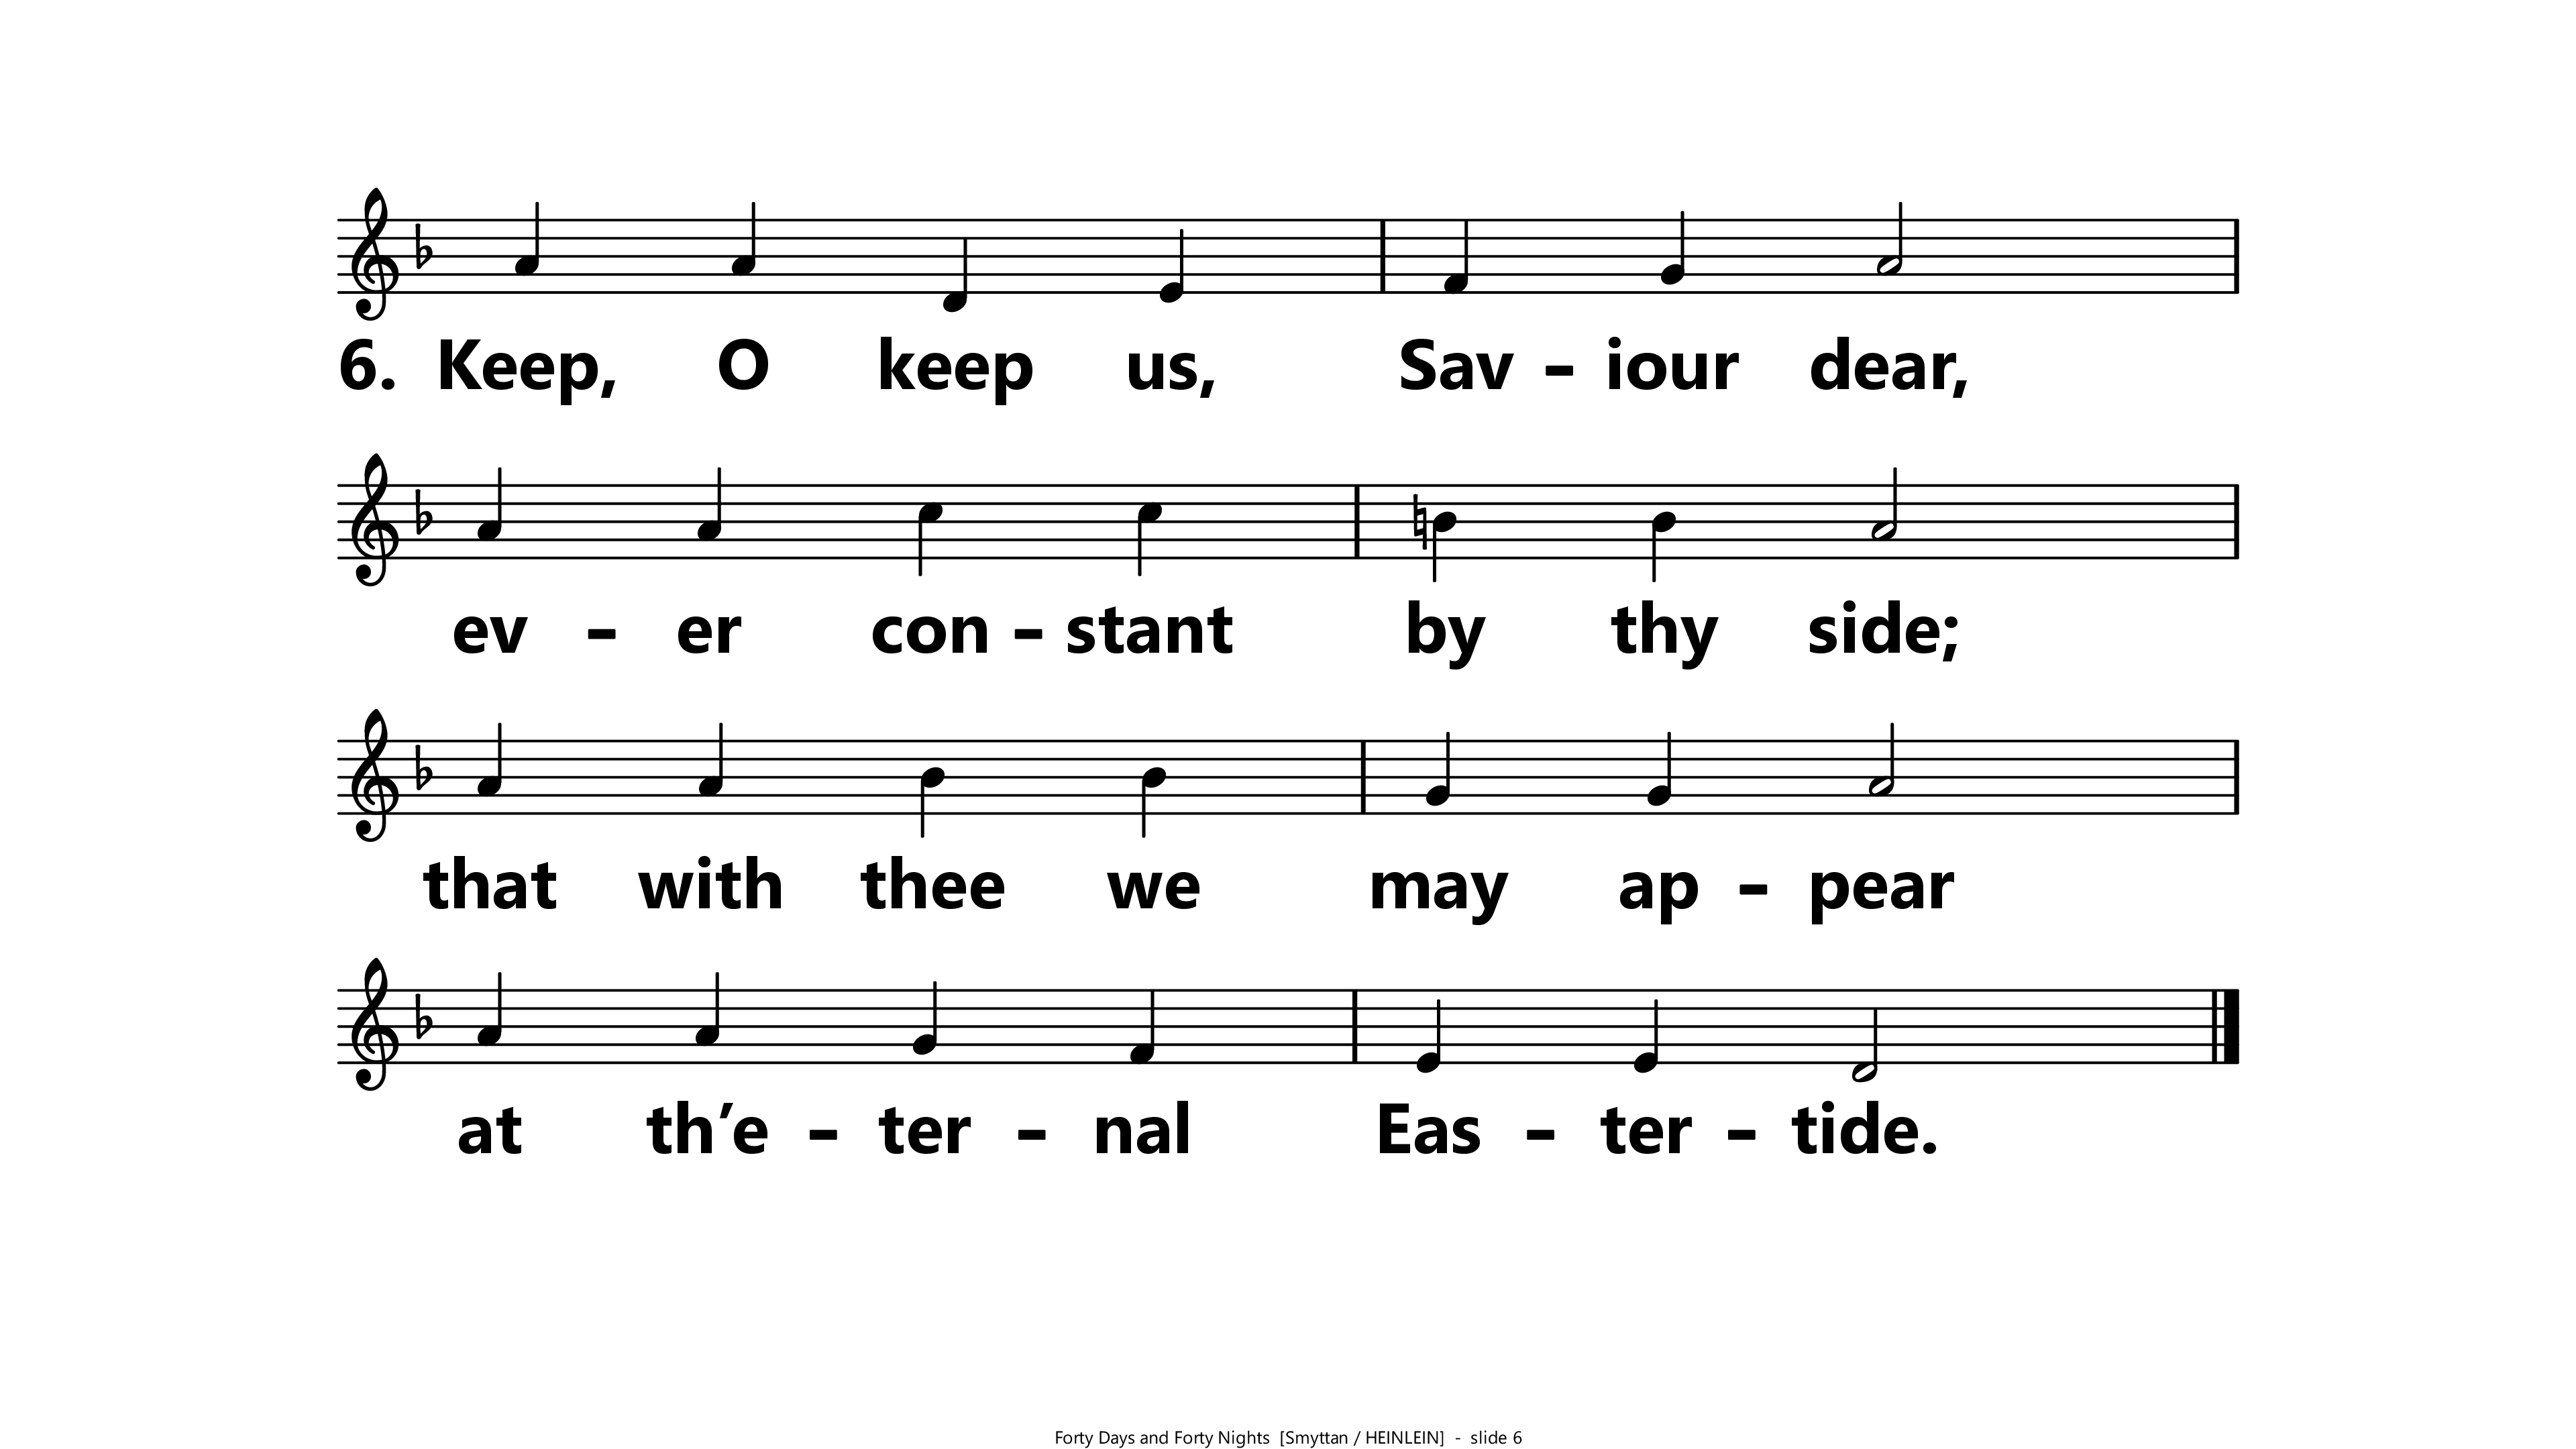 6. Keep, O keep us, Sav - iour dear,
ev - er con - stant by thy side;
that with thee we may ap - pear
at th’e - ter - nal Eas - ter - tide.
Forty Days and Forty Nights [Smyttan / HEINLEIN] - slide 6